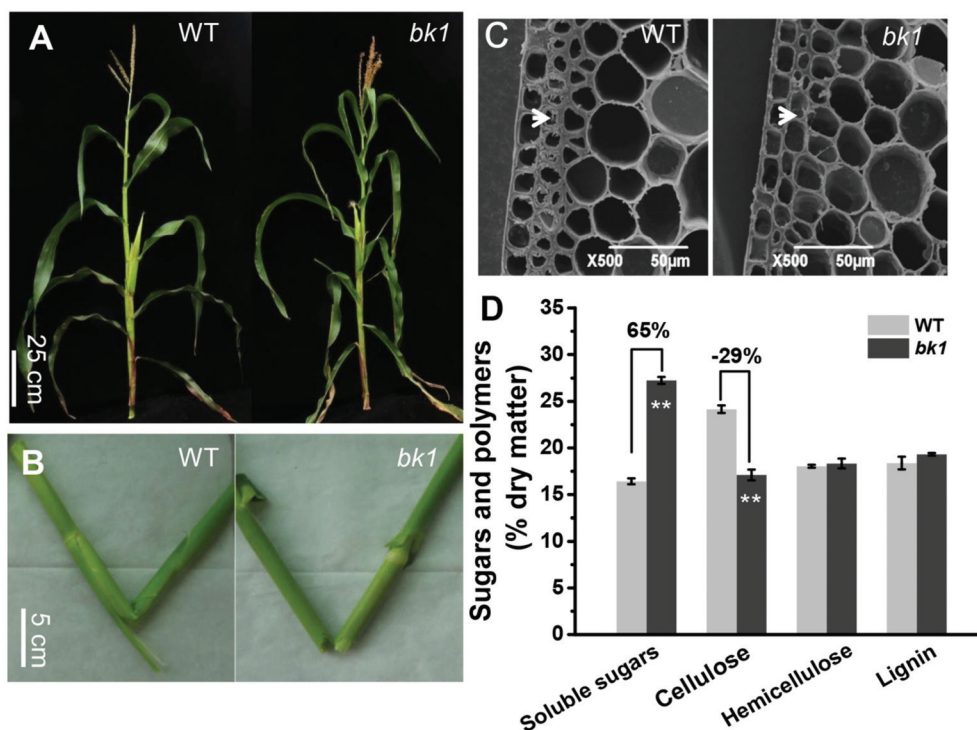 A
WT
bk1
25 cm
B
WT
bk1
5 cm
C
WT
bk1
X500 50µm
X500 50µm
D
Sugars and polymers
(% dry matter)
35
30
25
20
15
10
5
0
65%
-29%
WT
bk1
**
**
Soluble sugars
Cellulose
Hemicellulose
Lignin